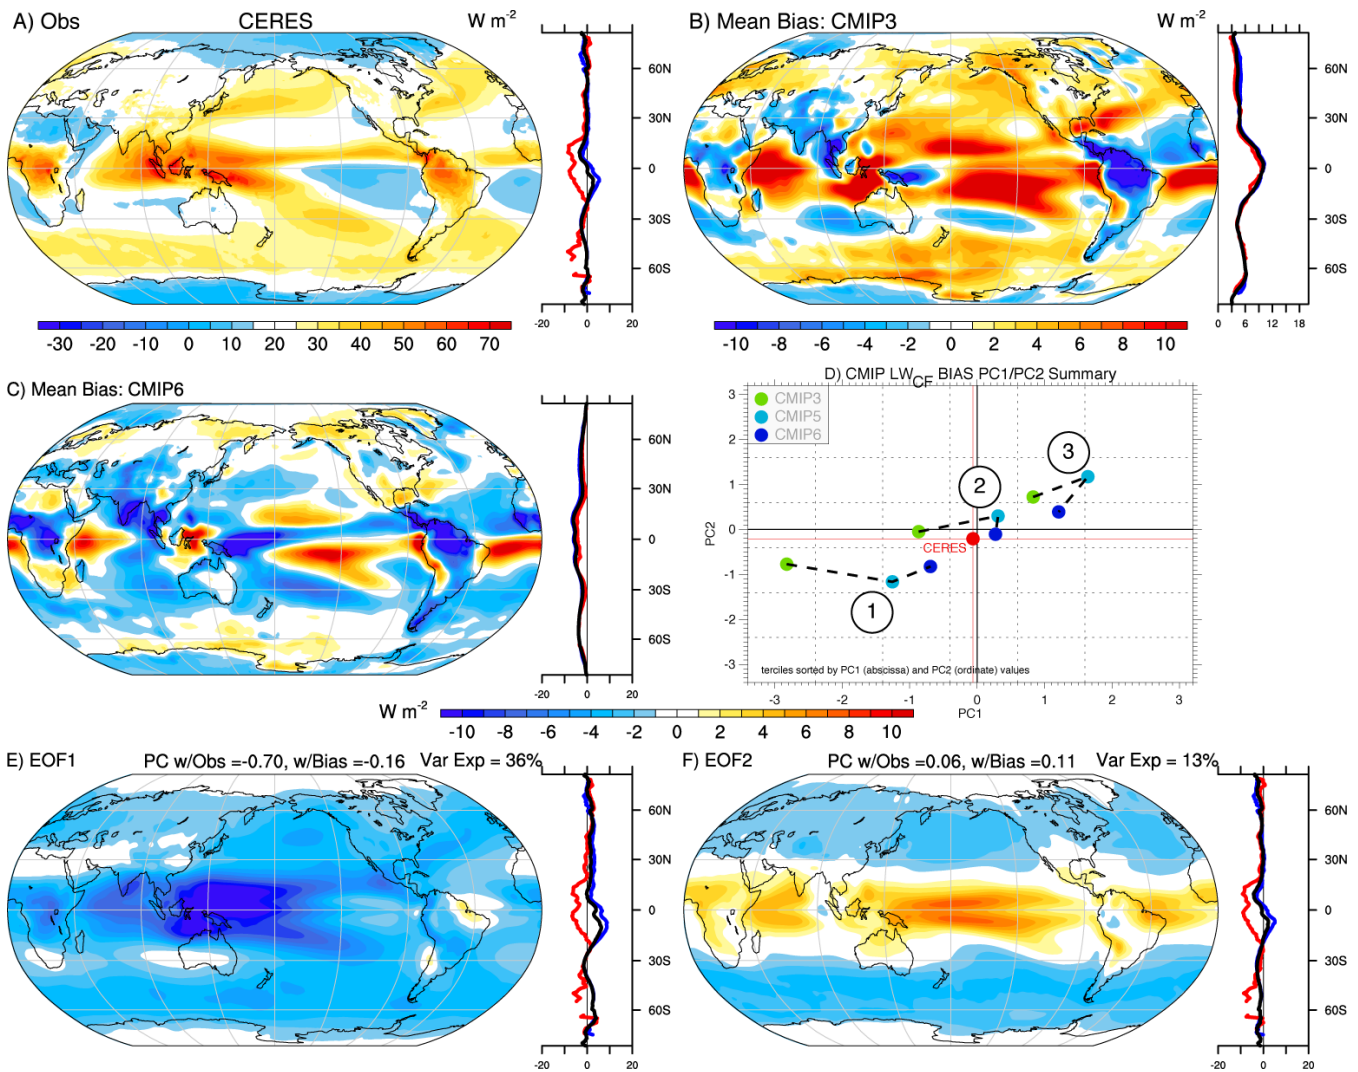 A) Obs CERES W m-2
60N
30N
0
30S
60S
-20 0 20
-30 -20 -10 0 10 20 30 40 50 60 70
B) Mean Bias: CMIP3 W m-2
60N
30N
0
30S
60S
0 6 12 18
-10 -8 -6 -4 -2 0 2 4 6 8 10
C) Mean Bias: CMIP6
60N
30N
0
30S
60S
-20 0 20
D) CMIP LWCF BIAS PC1/PC2 Summary
CMIP3
CMIP5
CMIP6
3
2
1
0
-1
-2
-3
PC2
1
2
3
CERES
terciles sorted by PC1 (abscissa) and PC2 (ordinate) values
-3 -2 -1 0 1 2 3
PC1
W m-2
-10 -8 -6 -4 -2 0 2 4 6 8 10
E) EOF1 PC w/Obs =-0.70, w/Bias =-0.16 Var Exp = 36%
60N
30N
0
30S
60S
-20 0 20
F) EOF2 PC w/Obs =0.06, w/Bias =0.11 Var Exp = 13%
60N
30N
0
30S
60S
-20 0 20